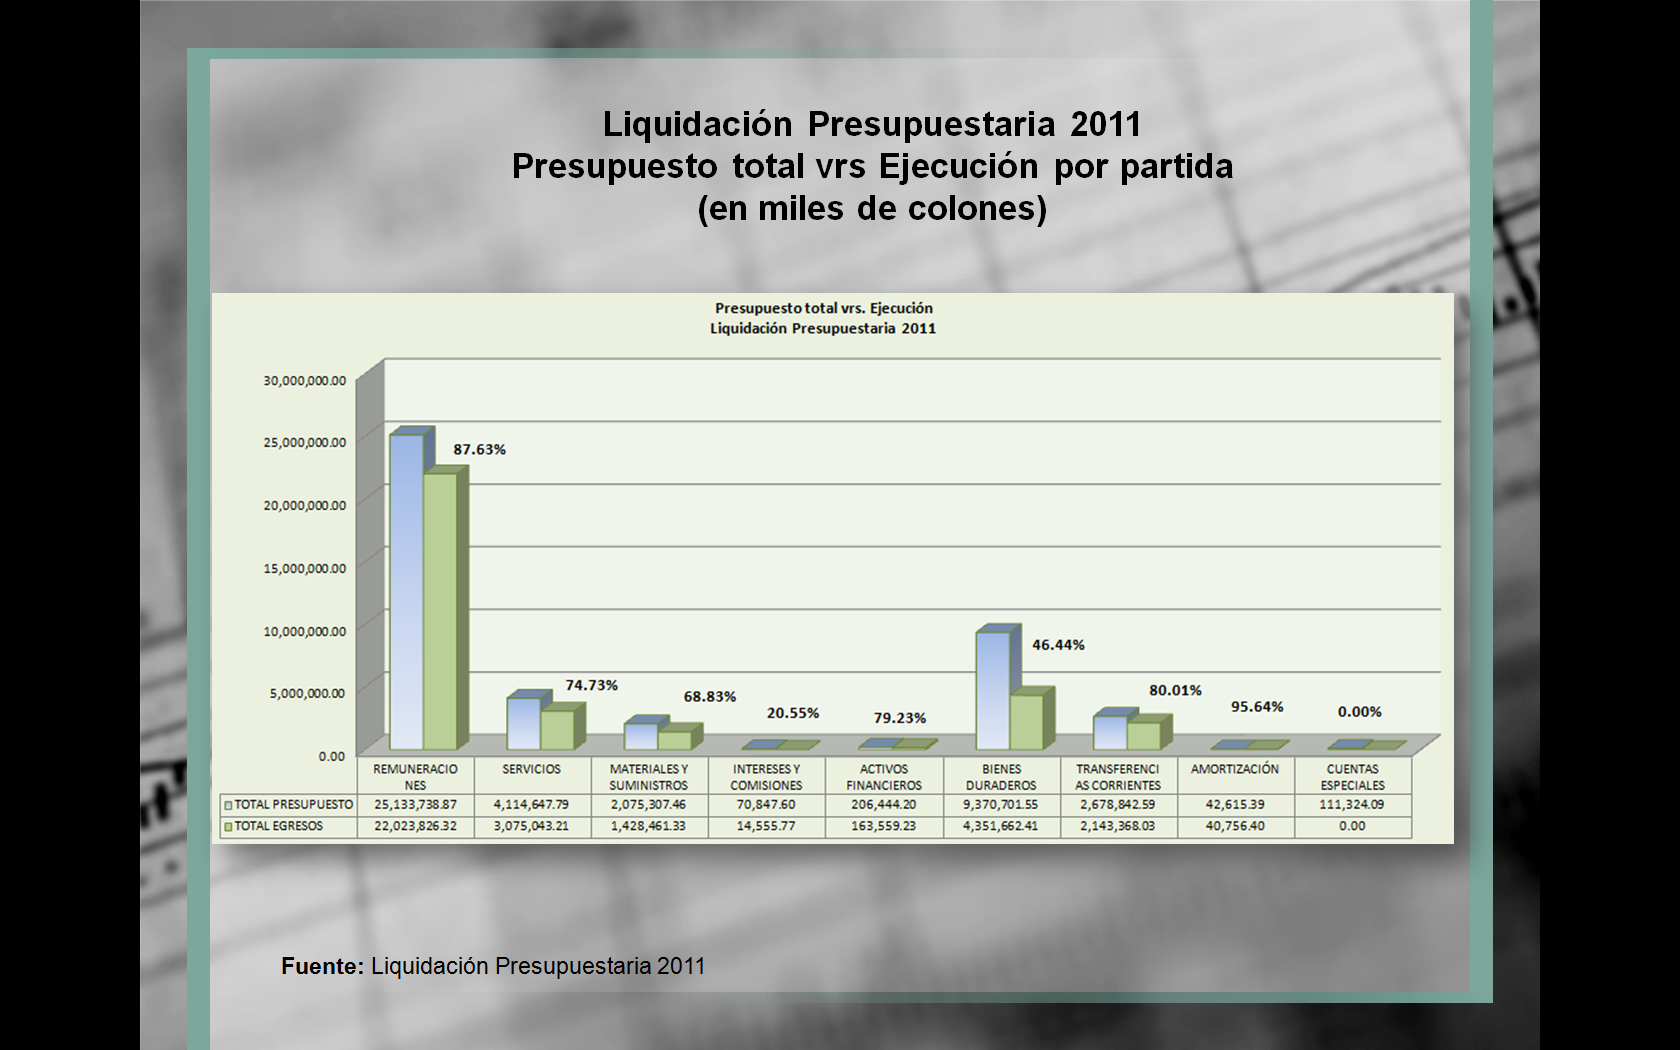 Liquidación Presupuestaria 2011
Presupuesto total vrs Ejecución por partida
(en miles de colones)
Presupuesto total vrs. Ejecución
Liquidación Presupuestaria 2011
30,000,000.00
25,000,000.00
20,000,000.00
15,000,000.00
10,000,000.00
5,000,000.00
0.00
87.63%
74.73%
68.83%
20.55%
79.23%
46.44%
80.01%
95.64%
0.00%
REMUNERACIO
NES
SERVICIOS
MATERIALES Y
SUMINISTROS
INTERESES Y
COMISIONES
ACTIVOS
FINANCIEROS
BIENES
DURADEROS
TRANSFERENCI
AS CORRIENTES
AMORTIZACIÓN
CUENTAS
ESPECIALES
TOTAL PRESUPUESTO 25,133,738.87 4,114,647.79 2,075,307.46 70,847.60 206,444.20 9,370,701.55 2,678,842.59 42,615.39 111,324.09
TOTAL EGRESOS 22,023,826.32 3,075,043.21 1,428,461.33 14,555.77 163,559.23 4,351,662.41 2,143,368.03 40,756.40 0.00
Fuente: Liquidación Presupuestaria 2011